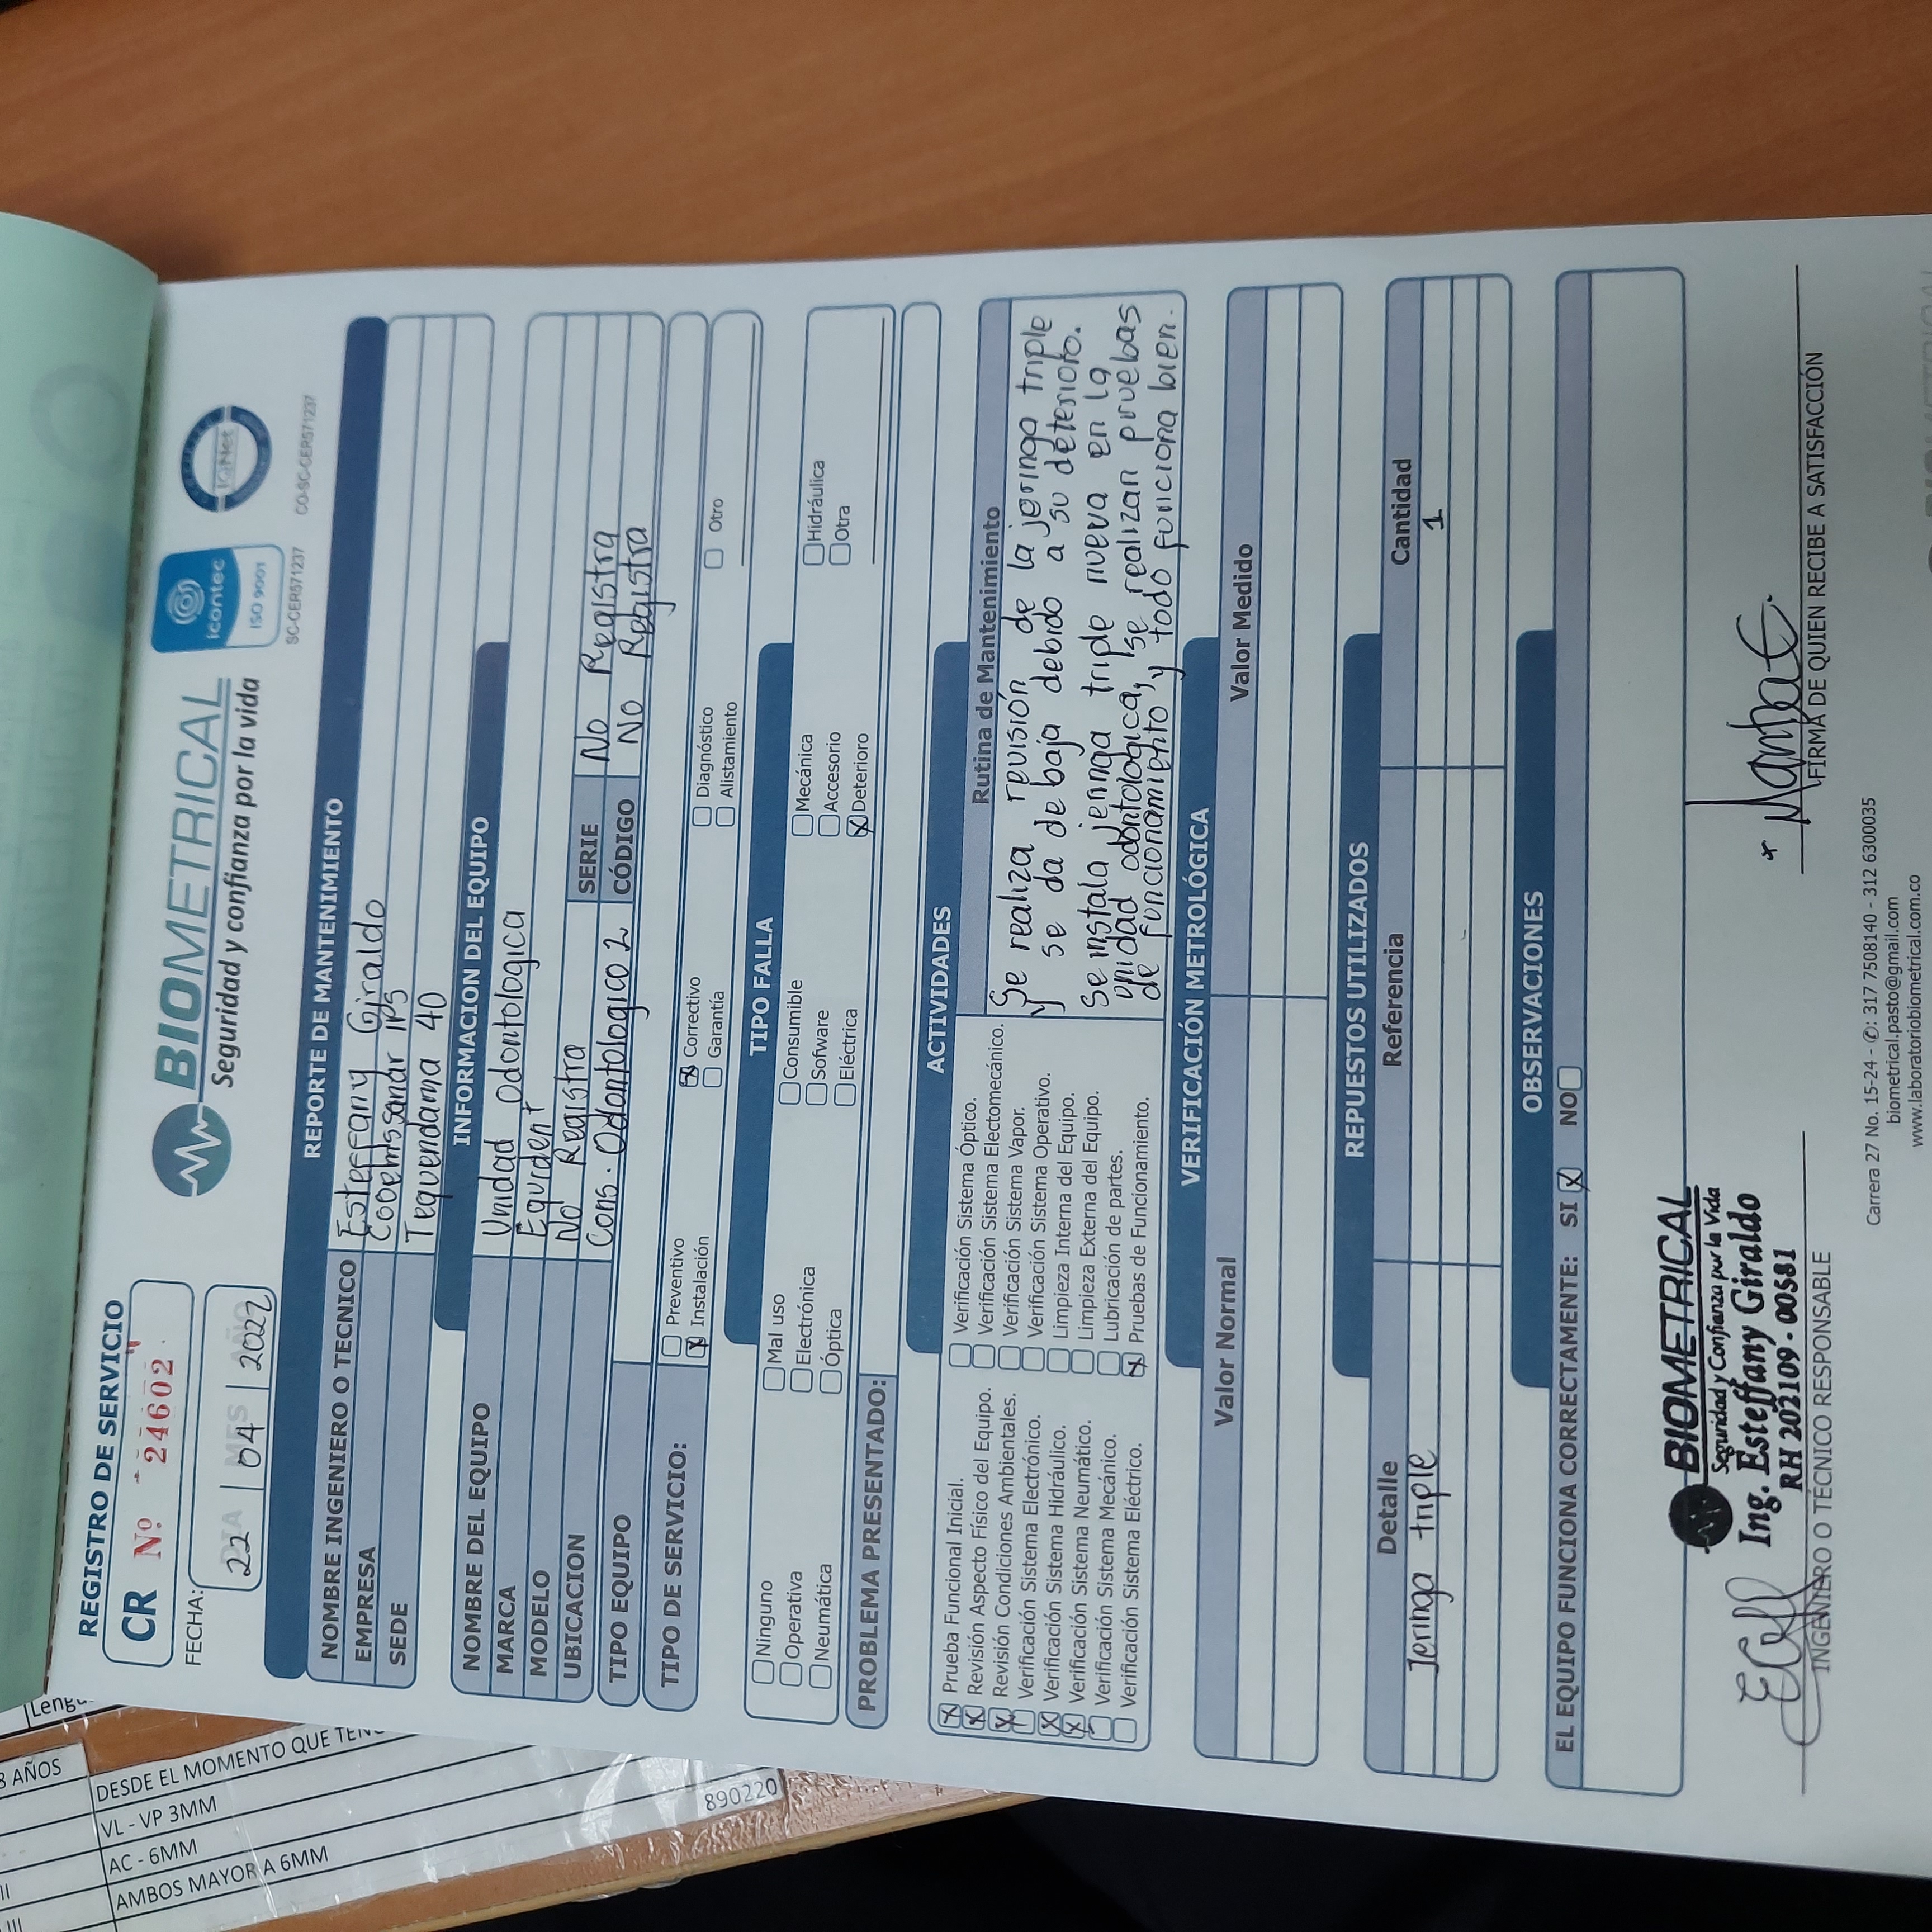 3 AÑOS
DESDE EL MOMENTO QUE
VL - VP 3MM
AC - 6MM
AMBOS MAYOR A 6MM
890220
REGISTRO DE SERVICIO
CR Nº 24602
FECHA: DIA MES AÑO
22 04 2022
BIOMETRICAL
Seguridad y confianza por la vida
icontec
ISO 9001
SC-CER571237
IQNet
CO-SC-CER571237
REPORTE DE MANTENIMIENTO
NOMBRE INGENIERO O TECNICO Esteffany Giraldo
EMPRESA Cooemssanar IPS
SEDE Tequendama 40
INFORMACION DEL EQUIPO
NOMBRE DEL EQUIPO Unidad Odontologica
MARCA Equident
MODELO No Registra SERIE No Registra
UBICACION Cons. Odontologico 2 CÓDIGO No Registra
TIPO EQUIPO
TIPO DE SERVICIO:
Preventivo Correctivo Diagnóstico Otro
Instalación Garantía Alistamiento
TIPO FALLA
Ninguno Mal uso Consumible Mecánica Hidráulica
Operativa Electrónica Sofware Accesorio Otra
Neumática Óptica Eléctrica Deterioro
PROBLEMA PRESENTADO:
ACTIVIDADES
Prueba Funcional Inicial.
Revisión Aspecto Físico del Equipo.
Revisión Condiciones Ambientales.
Verificación Sistema Electrónico.
Verificación Sistema Hidráulico.
Verificación Sistema Neumático.
Verificación Sistema Mecánico.
Verificación Sistema Eléctrico.
Verificación Sistema Óptico.
Verificación Sistema Electomecánico.
Verificación Sistema Vapor.
Verificación Sistema Operativo.
Limpieza Interna del Equipo.
Limpieza Externa del Equipo.
Lubricación de partes.
Pruebas de Funcionamiento.
Rutina de Mantenimiento
Se realiza revisión de la jeringa triple
y se da de baja debido a su deterioro.
Se instala jeringa triple nueva en la
unidad odontologica, se realizan pruebas
de funcionamiento y todo funciona bien.
VERIFICACIÓN METROLÓGICA
Valor Normal Valor Medido
REPUESTOS UTILIZADOS
Detalle Referencia Cantidad
Jeringa triple 1
OBSERVACIONES
EL EQUIPO FUNCIONA CORRECTAMENTE: SI NO
BIOMETRICAL
Seguridad y Confianza por la Vida
Ing. Esteffany Giraldo
RH 202109 - 00581
INGENIERO O TÉCNICO RESPONSABLE
FIRMA DE QUIEN RECIBE A SATISFACCIÓN
Carrera 27 No. 15-24 - ✆: 317 7508140 - 312 6300035
biometrical.pasto@gmail.com
www.laboratoriobiometrical.com.co